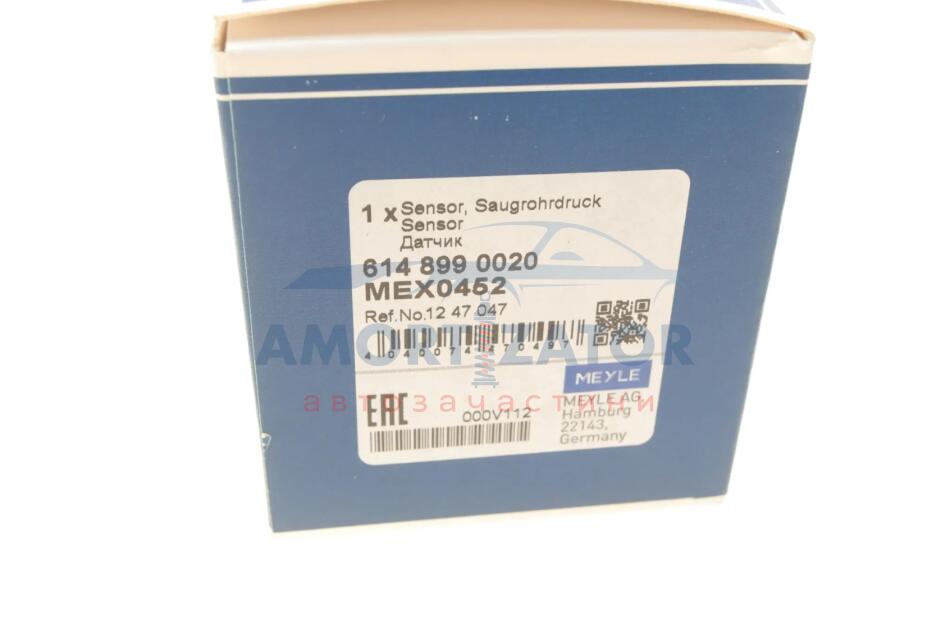 1 x Sensor, Saugrohrdruck
Sensor
Датчик
614 899 0020
MEX0452
Ref.No.12 47 047
AMORTIZATOR
MEYLE
автозапчастини
EAC
000V112
MEYLE AG,
Hamburg
22143,
Germany